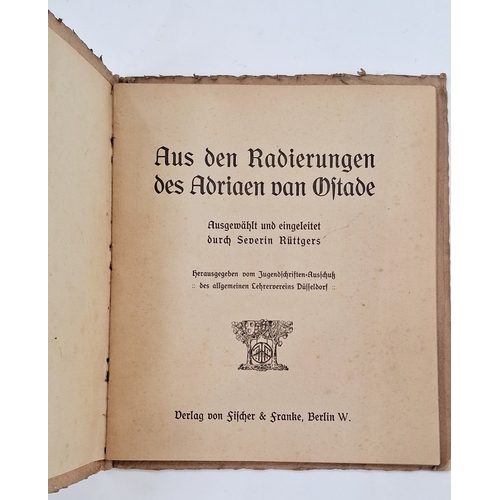 Aus den Radierungen
des Adriaen van Ostade
Ausgewählt und eingeleitet
durch Severin Rüttgers
Herausgegeben vom Jugendschriften-Ausschuß
:: des allgemeinen Lehrervereins Düsseldorf ::
Verlag von Fischer & Franke, Berlin W.